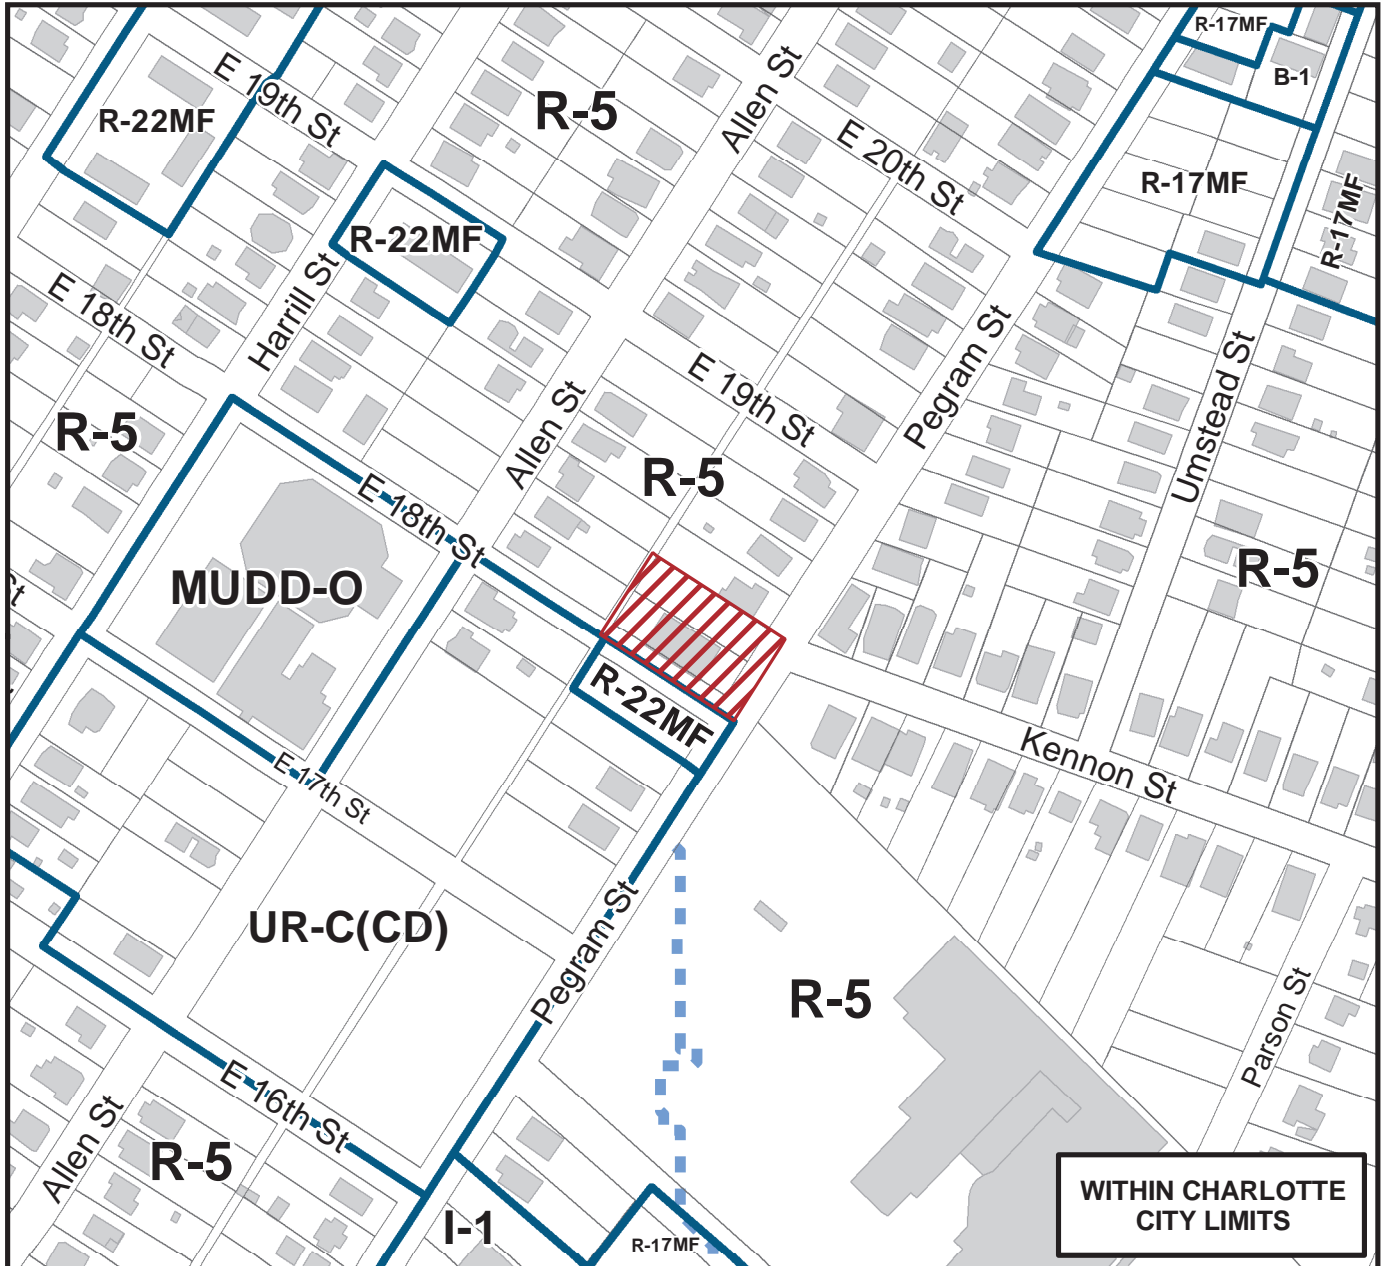 R-17MF
B-1
E 19th St
R-22MF
R-5
Allen St
E 20th St
R-17MF
R-17MF
R-22MF
Harrill St
E 18th St
Pegram St
Umstead St
E 19th St
Allen St
R-5
R-5
E 18th St
R-5
MUDD-O
R-5
St
R-22MF
Kennon St
E 17th St
UR-C(CD)
Pegram St
R-5
Parson St
E 16th St
Allen St
R-5
I-1
R-17MF
WITHIN CHARLOTTE
CITY LIMITS